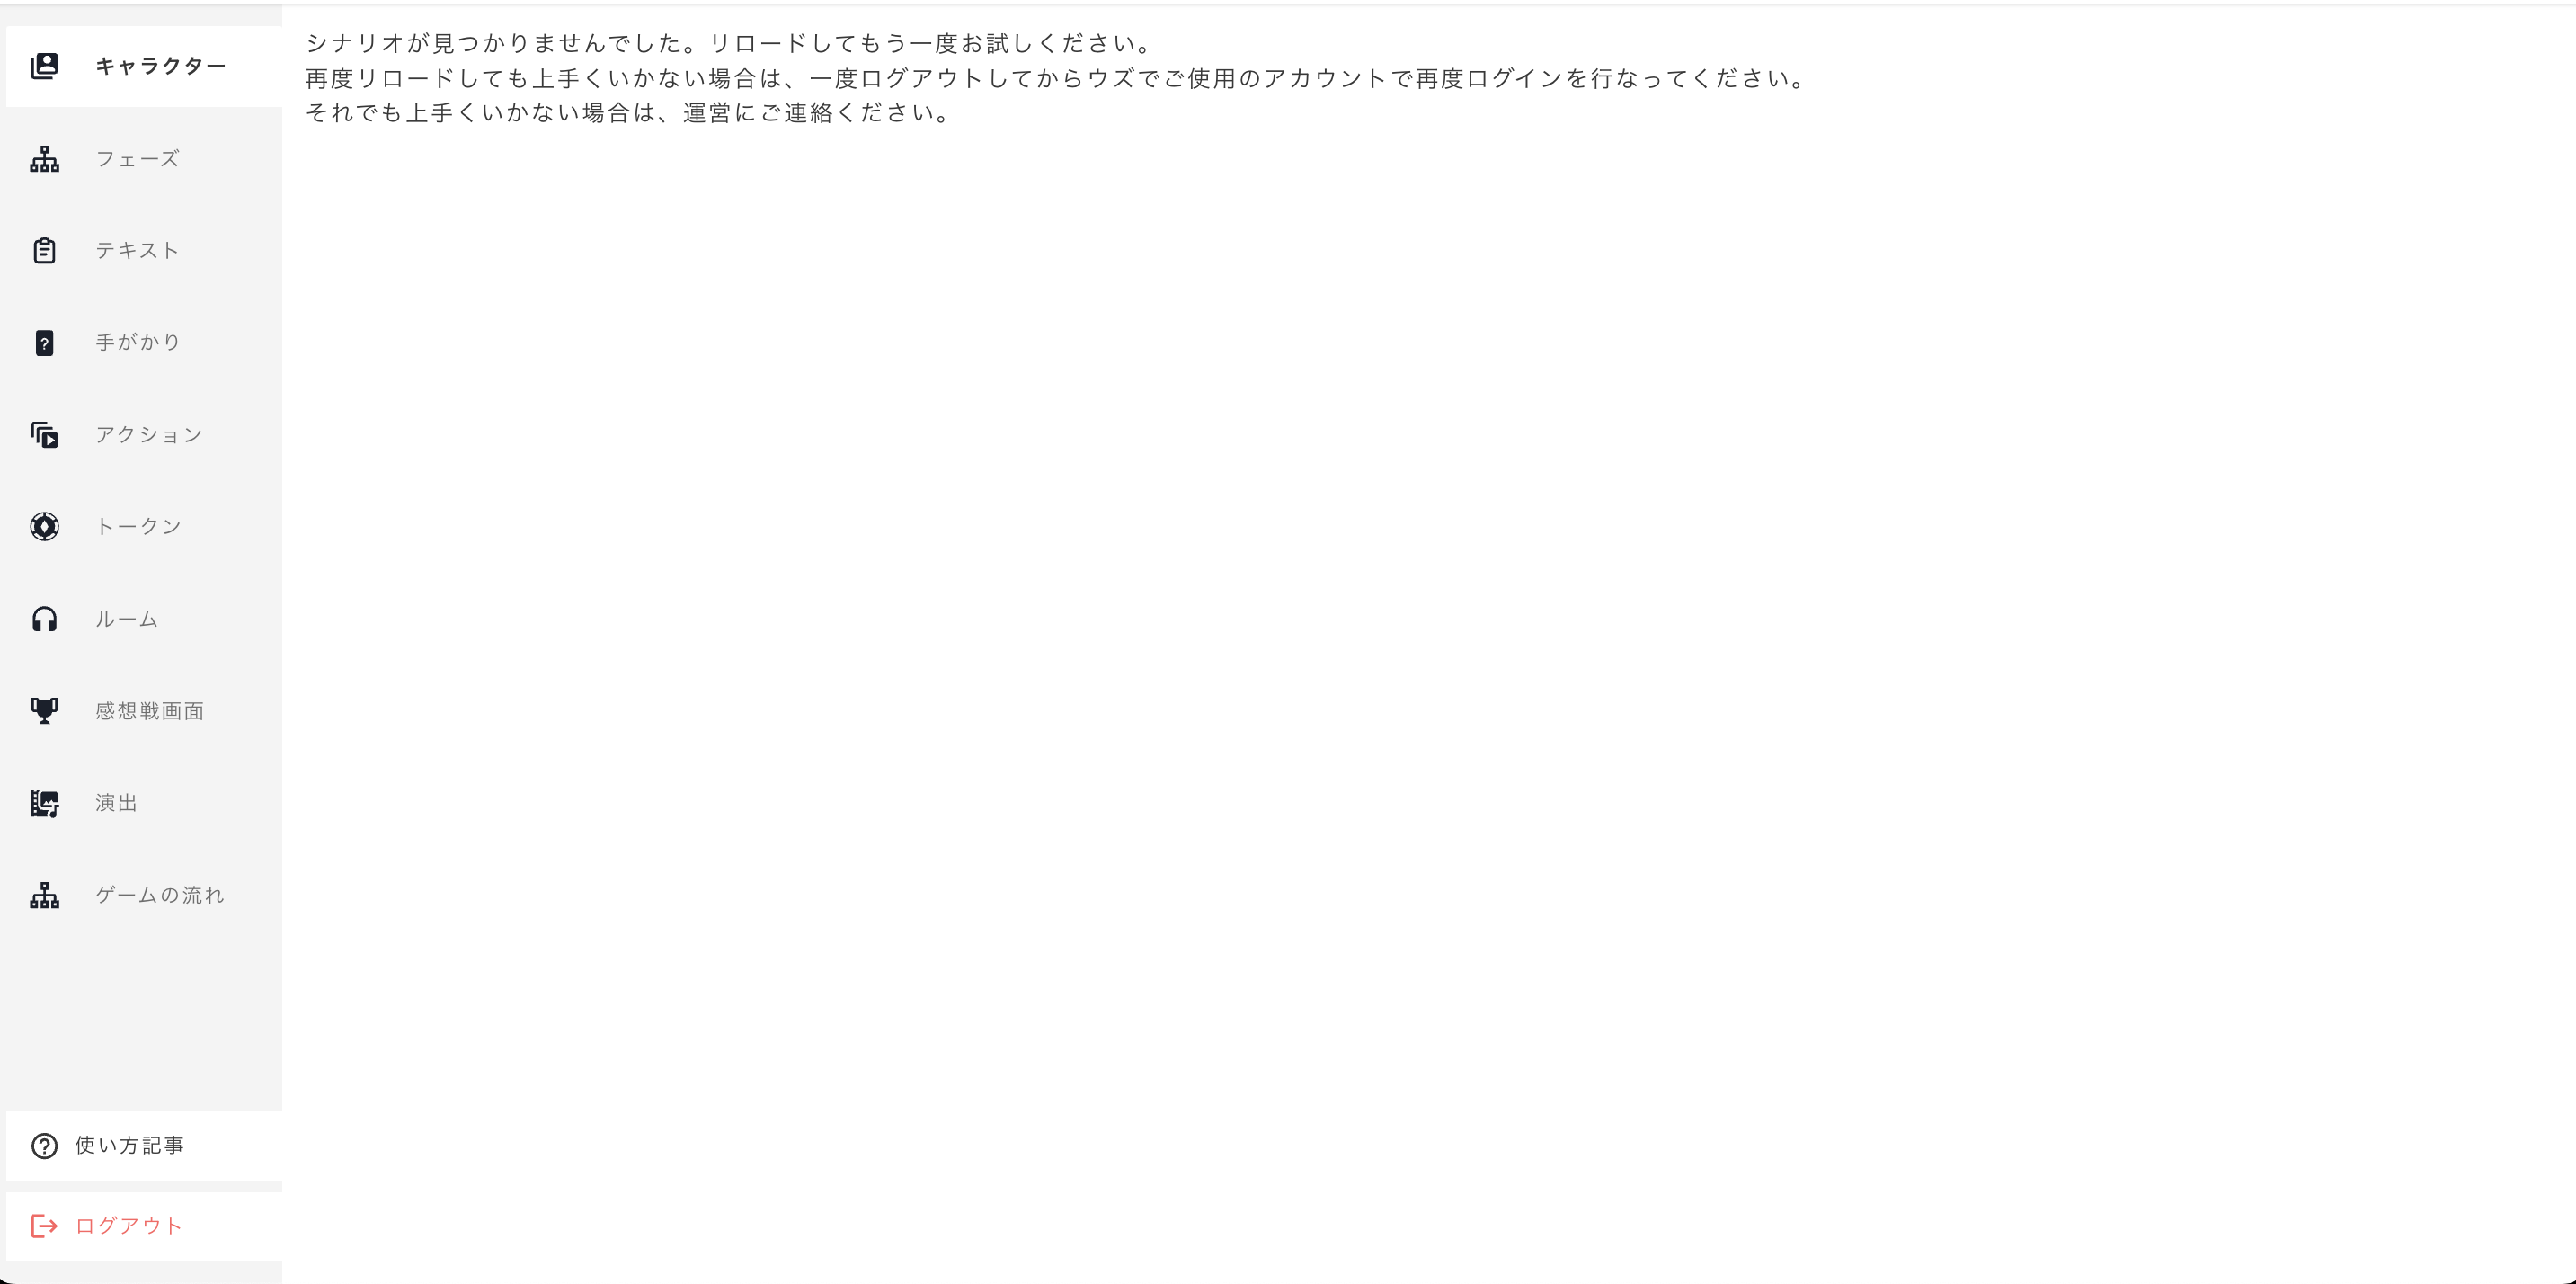 キャラクター
フェーズ
テキスト
手がかり
アクション
トークン
ルーム
感想戦画面
演出
ゲームの流れ
使い方記事
ログアウト
シナリオが見つかりませんでした。リロードしてもう一度お試しください。
再度リロードしても上手くいかない場合は、一度ログアウトしてからウズでご使用のアカウントで再度ログインを行なってください。
それでも上手くいかない場合は、運営にご連絡ください。